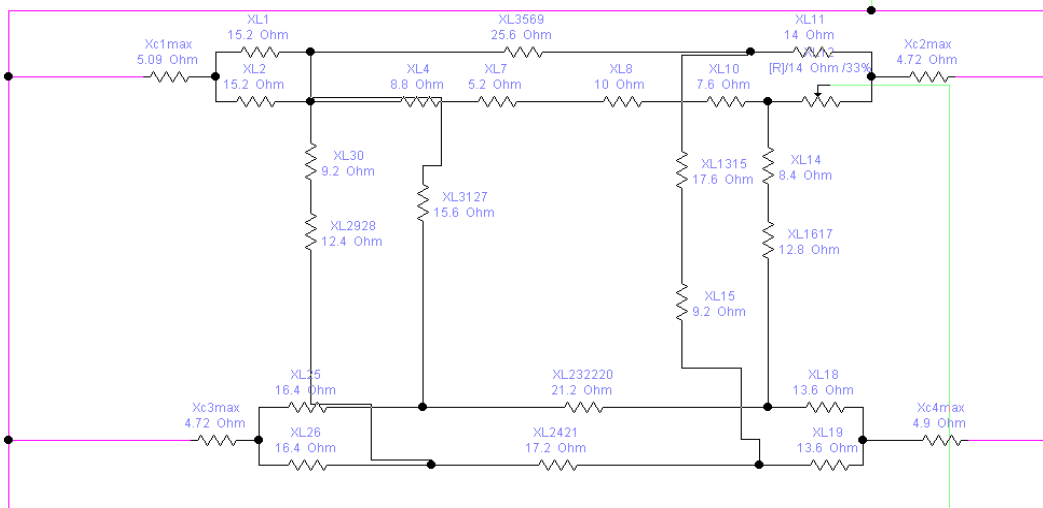 XL1
15.2 Ohm
XL3569
25.6 Ohm
XL11
14 Ohm
Xc1max
5.09 Ohm
XL2
15.2 Ohm
XL4
8.8 Ohm
XL7
5.2 Ohm
XL8
10 Ohm
XL10
7.6 Ohm
XL12
[R]/14 Ohm /33%
Xc2max
4.72 Ohm
XL30
9.2 Ohm
XL3127
15.6 Ohm
XL1315
17.6 Ohm
XL14
8.4 Ohm
XL2928
12.4 Ohm
XL1617
12.8 Ohm
XL15
9.2 Ohm
XL25
16.4 Ohm
XL232220
21.2 Ohm
XL18
13.6 Ohm
Xc3max
4.72 Ohm
Xc4max
4.9 Ohm
XL26
16.4 Ohm
XL2421
17.2 Ohm
XL19
13.6 Ohm